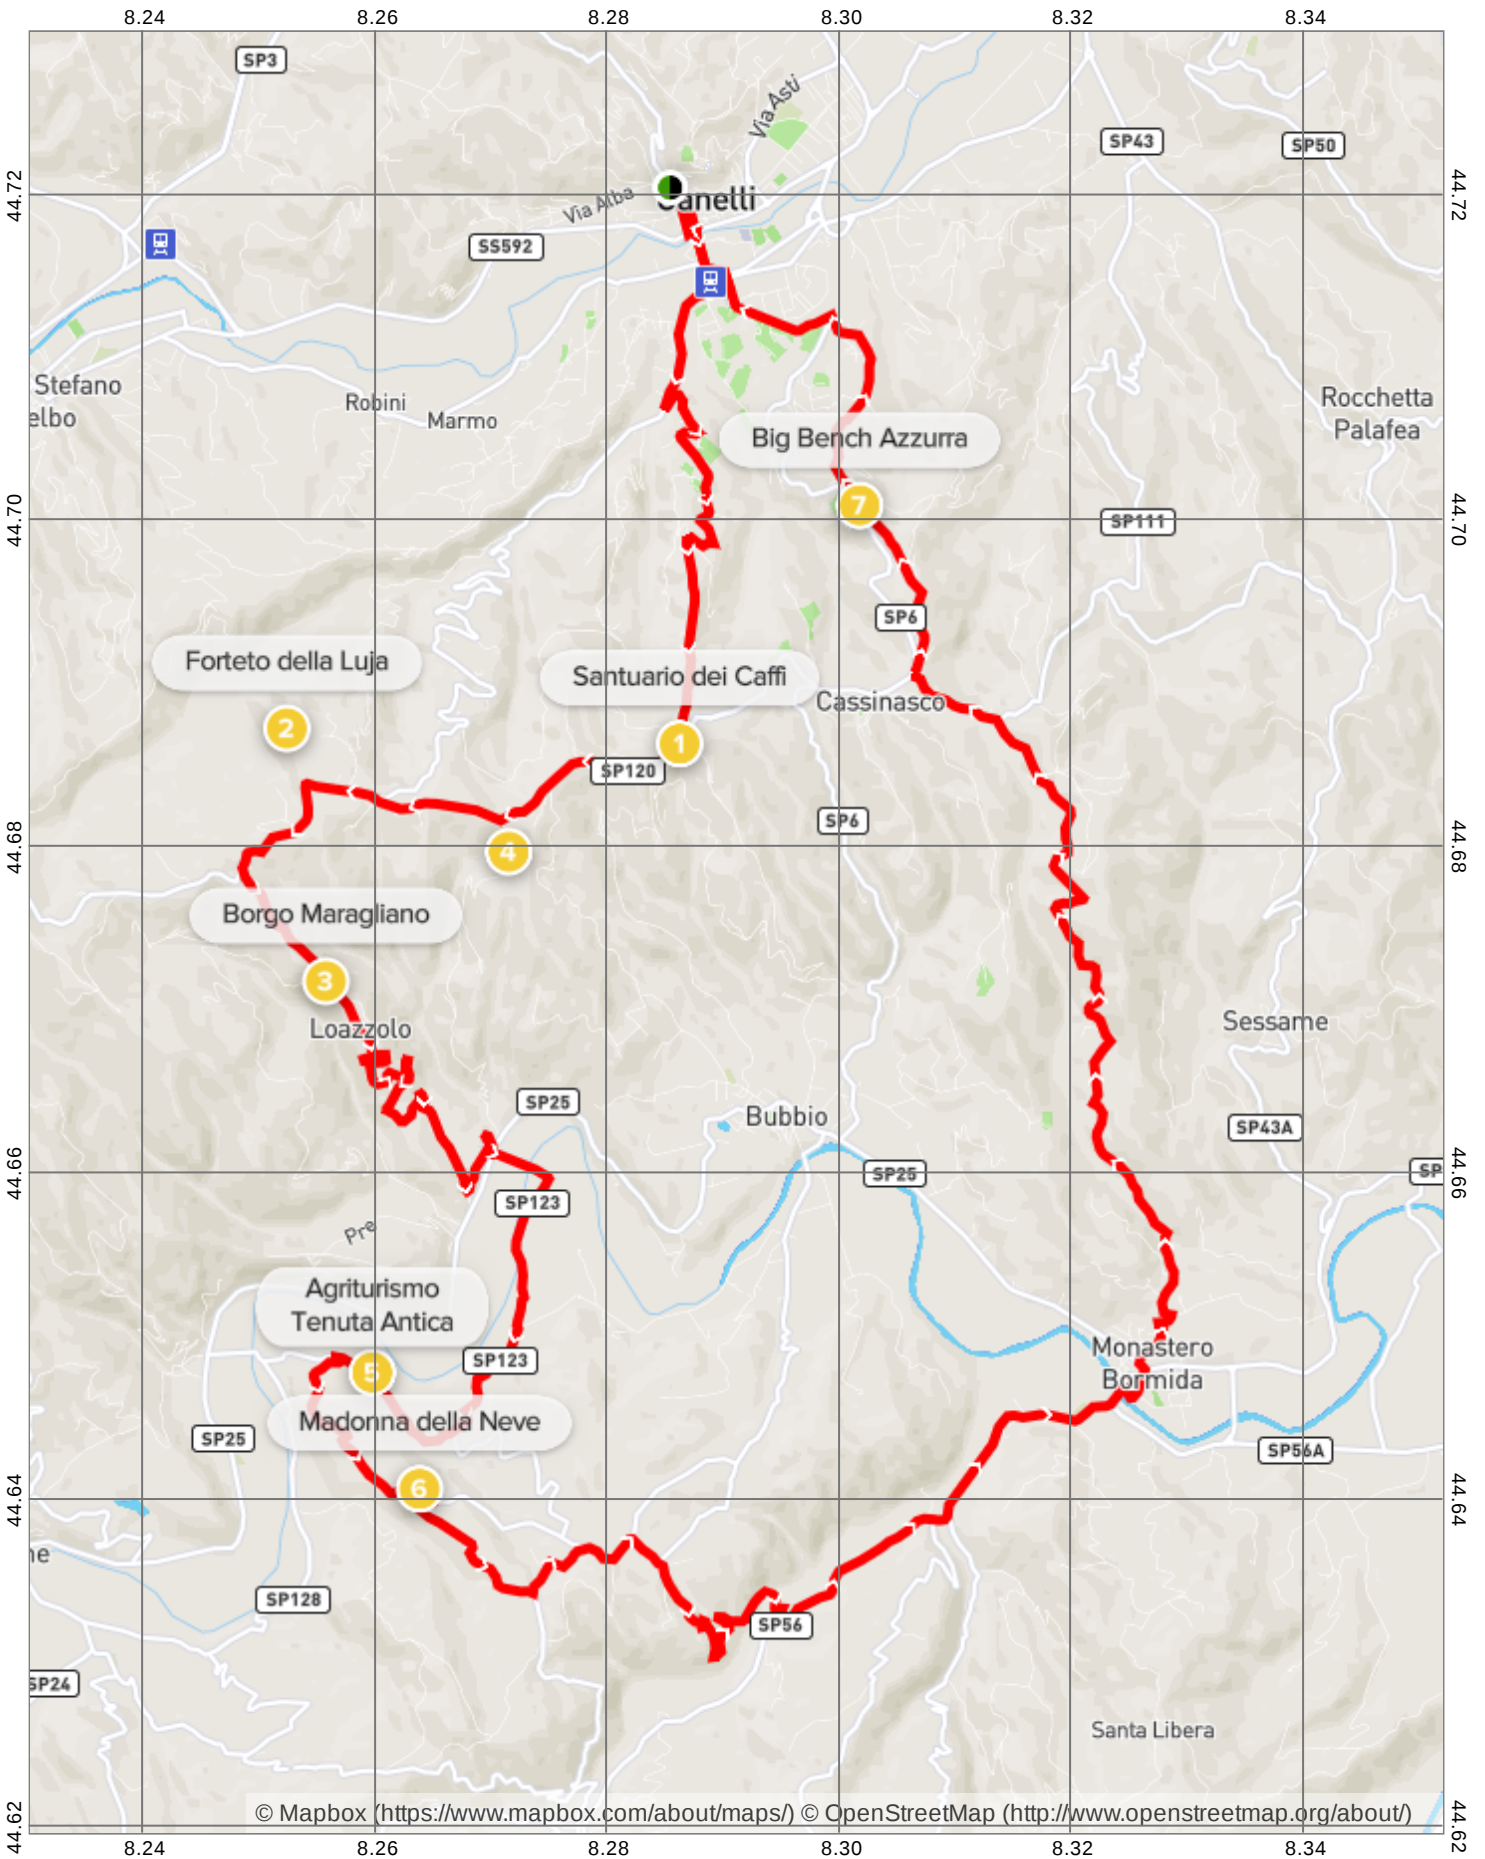 8.24 8.26 8.28 8.30 8.32 8.34
SP3
Via Asti
SP43
SP50
44.72
44.72
Canelli
Via Alba
SS592
Stefano
elbo
Robini
Marmo
Rocchetta
Palafea
Big Bench Azzurra
7
44.70
44.70
SP111
SP6
Forteto della Luja
Santuario dei Caffi
Cassinasco
2
1
SP120
SP6
4
44.68
44.68
Borgo Maragliano
3
Loazzolo
Sessame
SP25
Bubbio
SP43A
44.66
44.66
SP25
SP
SP123
Pre
Agriturismo
Tenuta Antica
SP123
5
Monastero
Bormida
Madonna della Neve
SP25
SP56A
6
44.64
44.64
ne
SP128
SP56
SP24
Santa Libera
44.62
44.62
© Mapbox (https://www.mapbox.com/about/maps/) © OpenStreetMap (http://www.openstreetmap.org/about/)
8.24 8.26 8.28 8.30 8.32 8.34